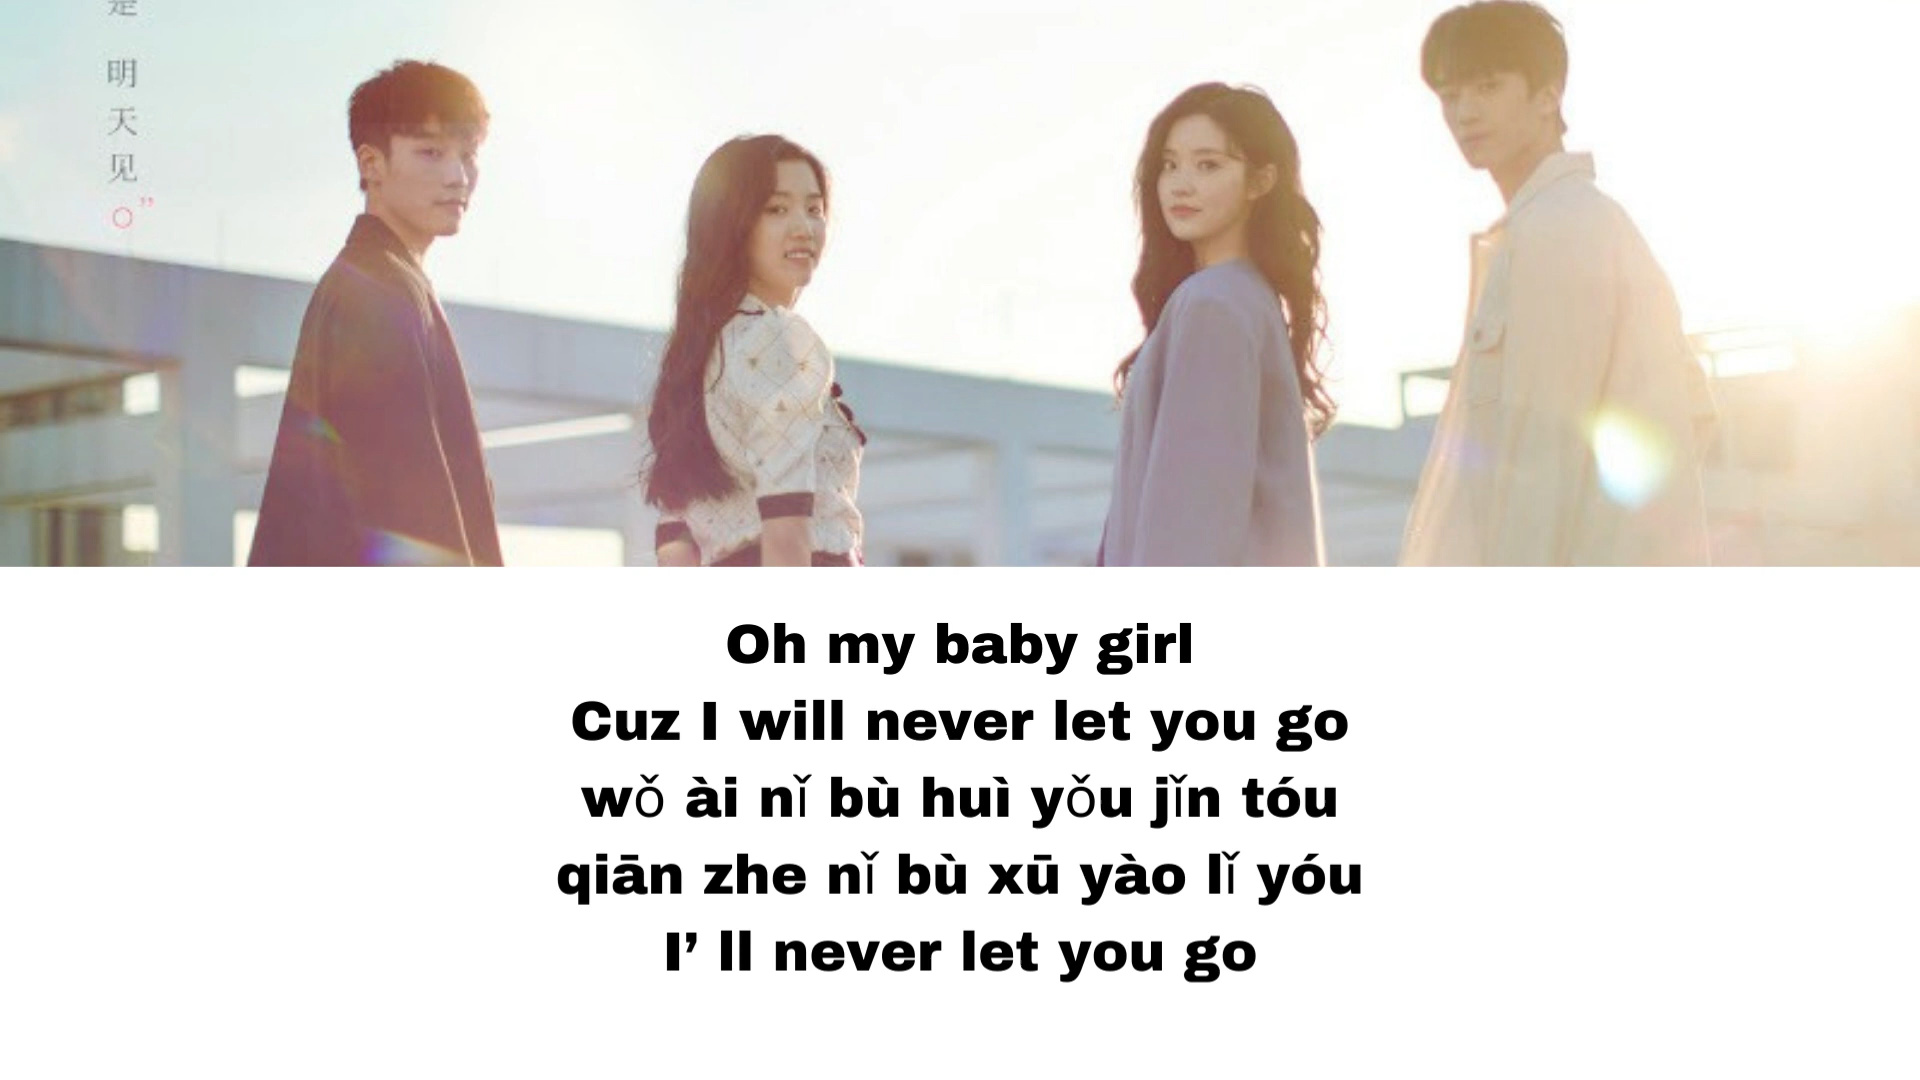 是
明
天
见
○”
Oh my baby girl
Cuz I will never let you go
wǒ ài nǐ bù huì yǒu jǐn tóu
qiān zhe nǐ bù xū yào lǐ yóu
I’ ll never let you go